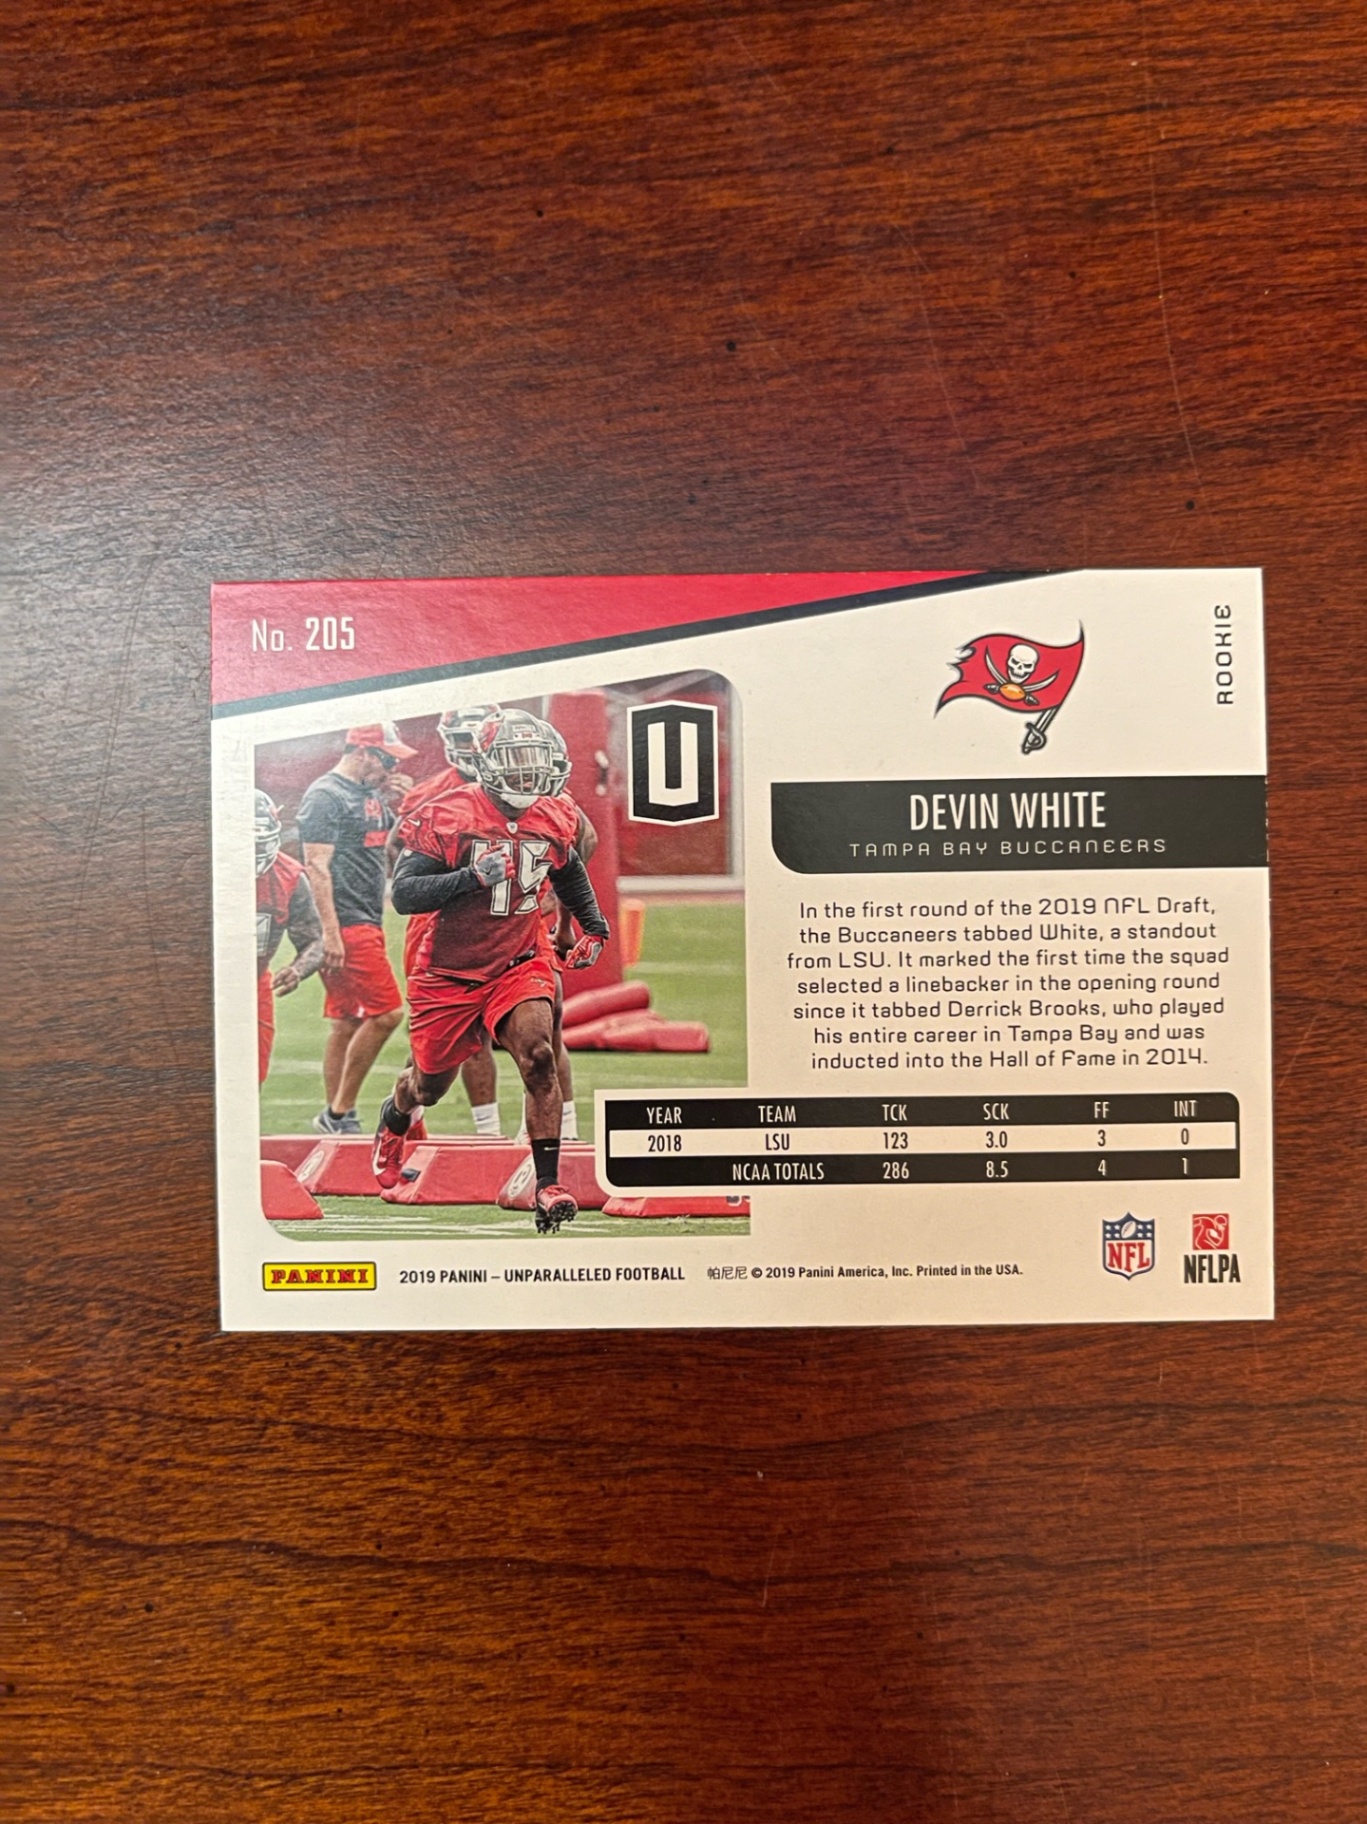 No. 205
ROOKIE
U
45
DEVIN WHITE
TAMPA BAY BUCCANEERS
In the first round of the 2019 NFL Draft,
the Buccaneers tabbed White, a standout
from LSU. It marked the first time the squad
selected a linebacker in the opening round
since it tabbed Derrick Brooks, who played
his entire career in Tampa Bay and was
inducted into the Hall of Fame in 2014.
YEAR TEAM TCK SCK FF INT
2018 LSU 123 3.0 3 0
NCAA TOTALS 286 8.5 4 1
PANINI 2019 PANINI – UNPARALLELED FOOTBALL 帕尼尼 © 2019 Panini America, Inc. Printed in the USA.
NFL
NFLPA